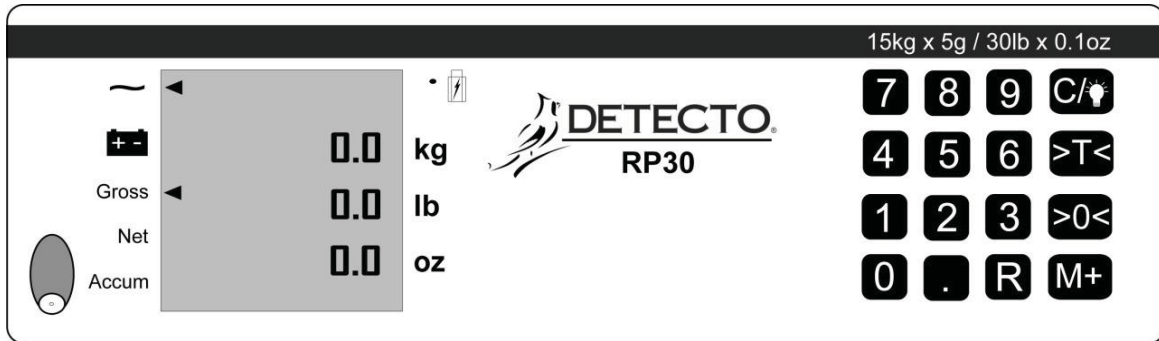 15kg x 5g / 30lb x 0.1oz
~
+ -
Gross
Net
Accum
0.0 kg
0.0 lb
0.0 oz
DETECTO®
RP30
7 8 9 C/
4 5 6 >T<
1 2 3 >0<
0 . R M+